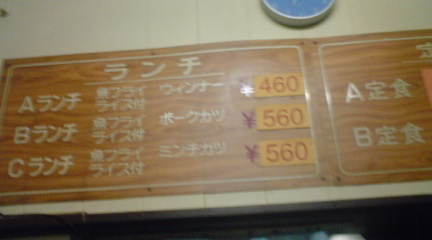 ランチ
Aランチ 魚フライ ライス付 ウィンナー ¥460
Bランチ 魚フライ ライス付 ポークカツ ¥560
Cランチ 魚フライ ライス付 ミンチカツ ¥560
定
A定食
B定食